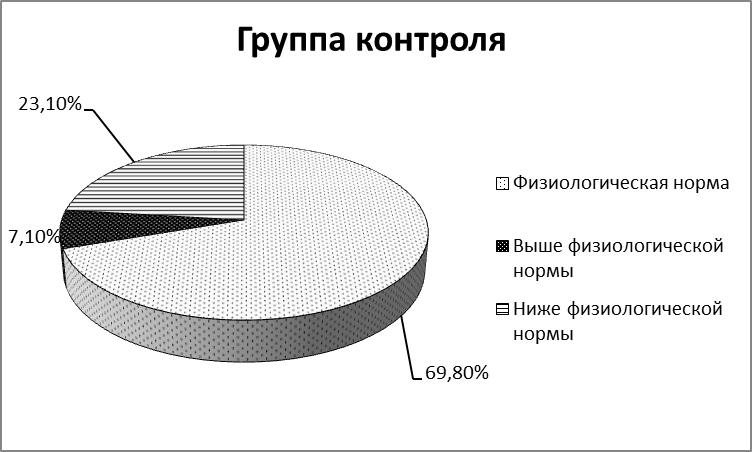 Группа контроля
23,10%
7,10%
69,80%
Физиологическая норма
Выше физиологической
нормы
Ниже физиологической
нормы